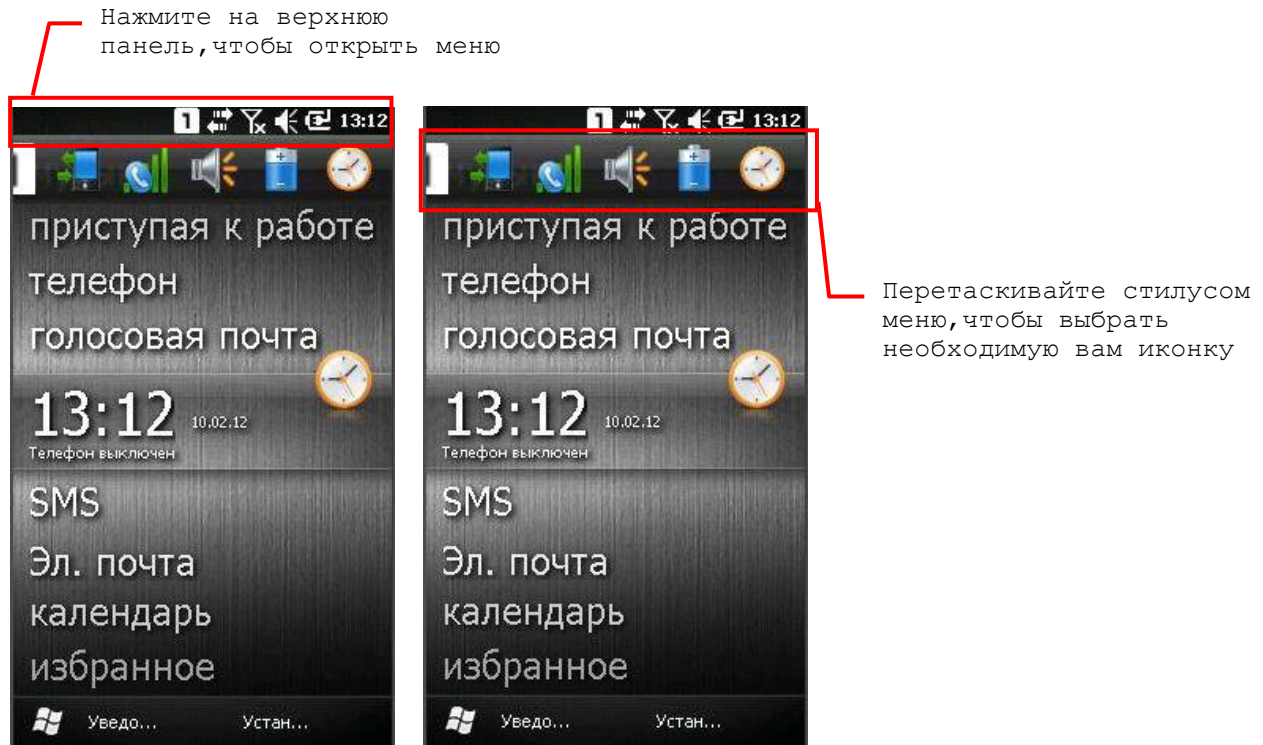 Нажмите на верхнюю
панель,чтобы открыть меню
1 13:12
приступая к работе
телефон
голосовая почта
13:12 10.02.12
Телефон выключен
SMS
Эл. почта
календарь
избранное
Уведо... Устан...
1 13:12
приступая к работе
телефон
голосовая почта
13:12 10.02.12
Телефон выключен
SMS
Эл. почта
календарь
избранное
Уведо... Устан...
Перетаскивайте стилусом
меню,чтобы выбрать
необходимую вам иконку